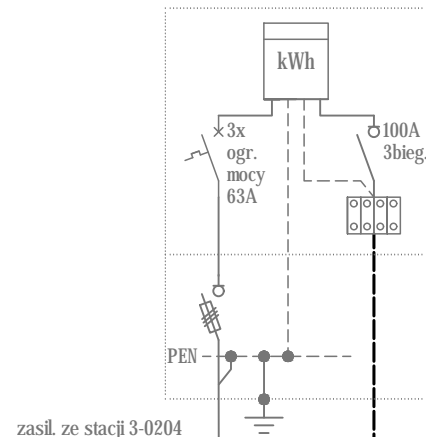 kWh
3x
ogr.
mocy
63A
100A
3bieg.
PEN
zasil. ze stacji 3-0204